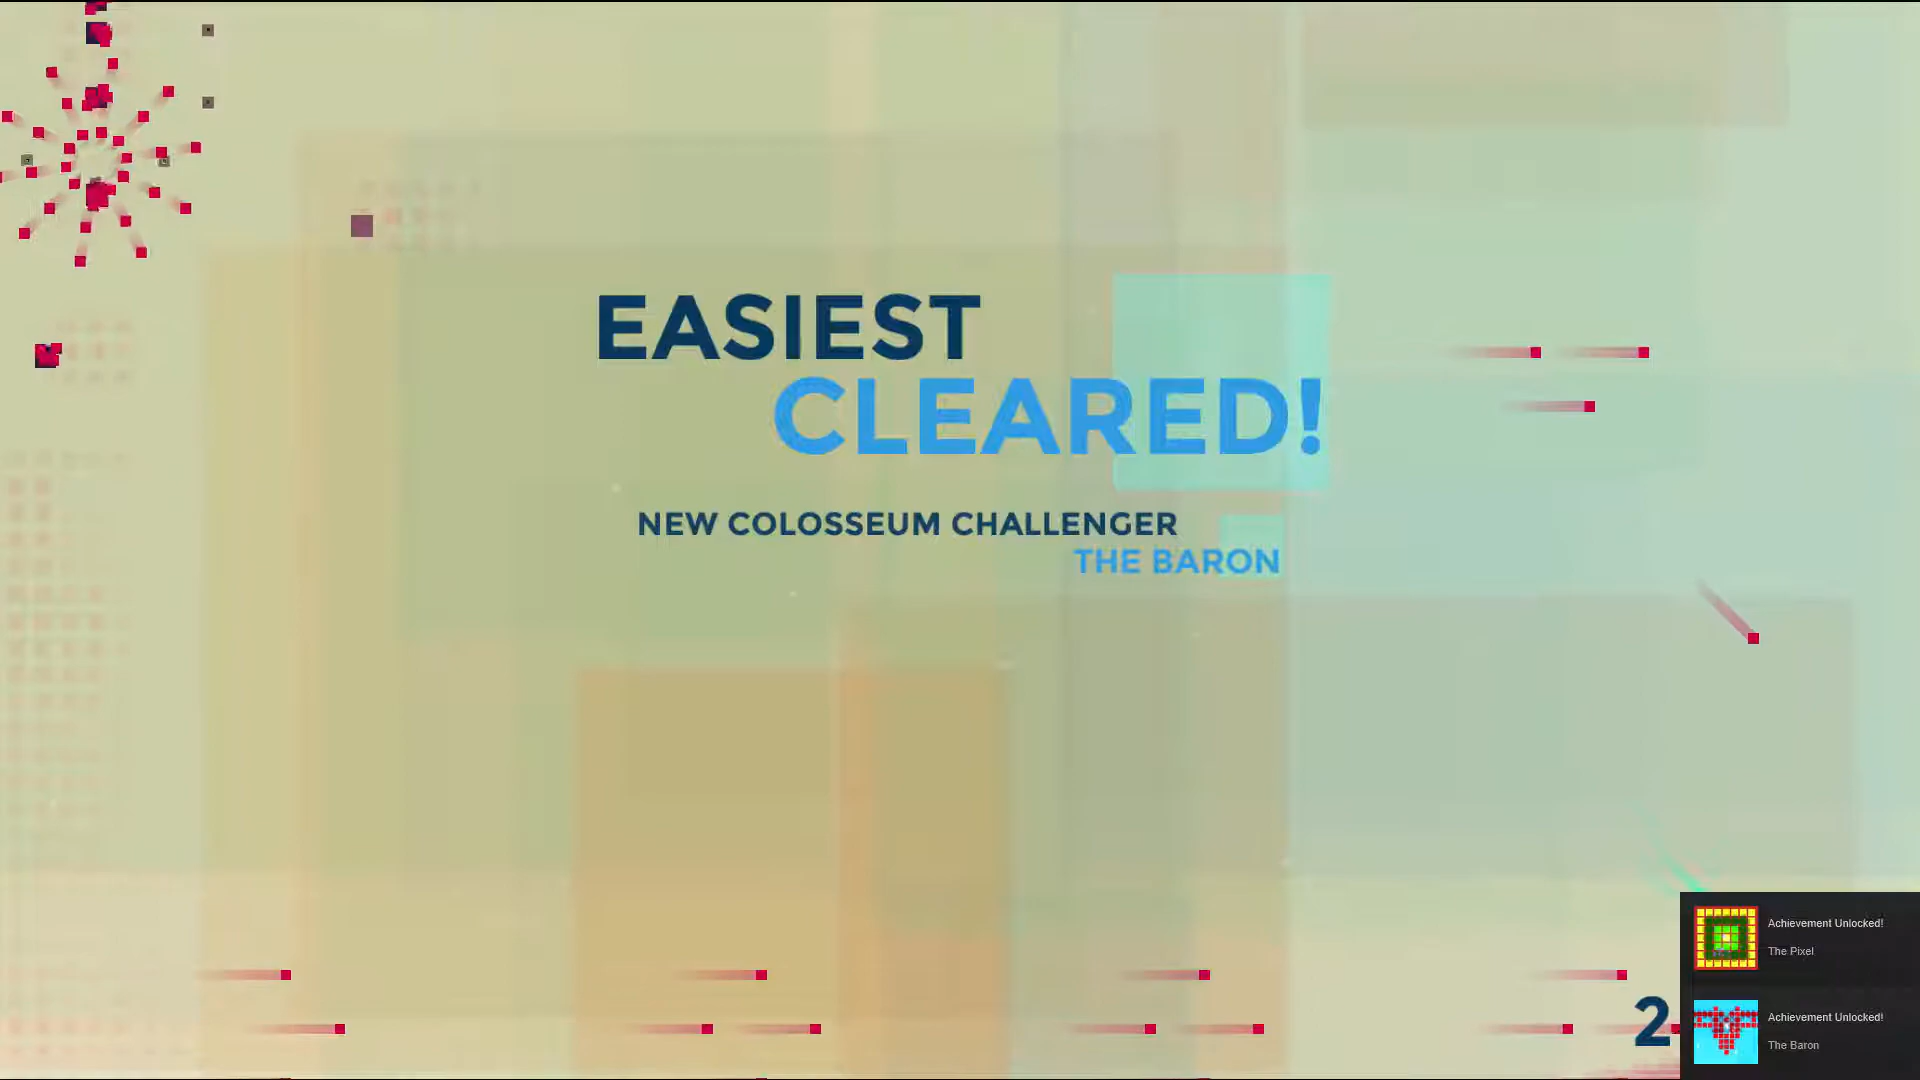 EASIEST
CLEARED!
NEW COLOSSEUM CHALLENGER
THE BARON
Achievement Unlocked!
The Pixel
2
Achievement Unlocked!
The Baron